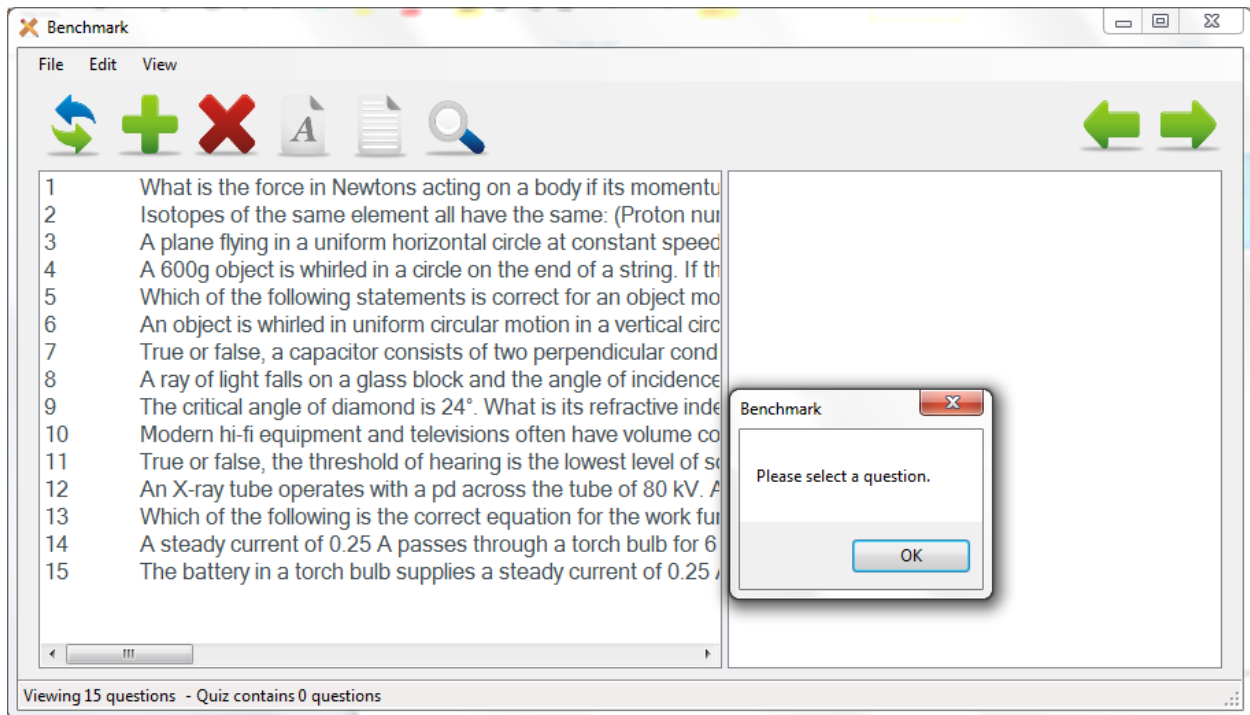 Benchmark
File Edit View
A
1 What is the force in Newtons acting on a body if its
2 Isotopes of the same element all have the same: (Proton
3 A plane flying in a uniform horizontal circle at constant speed
4 A 600g object is whirled in a circle on the end of a string. If
5 Which of the following statements is correct for an object
6 An object is whirled in uniform circular motion in a vertical
7 True or false, a capacitor consists of two perpendicular
8 A ray of light falls on a glass block and the angle of incidence
9 The critical angle of diamond is 24°. What is its refractive
10 Modern hi-fi equipment and televisions often have volume
11 True or false, the threshold of hearing is the lowest level of
12 An X-ray tube operates with a pd across the tube of 80 kV.
13 Which of the following is the correct equation for the work
14 A steady current of 0.25 A passes through a torch bulb for 6
15 The battery in a torch bulb supplies a steady current of 0.25
Benchmark
Please select a question.
OK
Viewing 15 questions - Quiz contains 0 questions